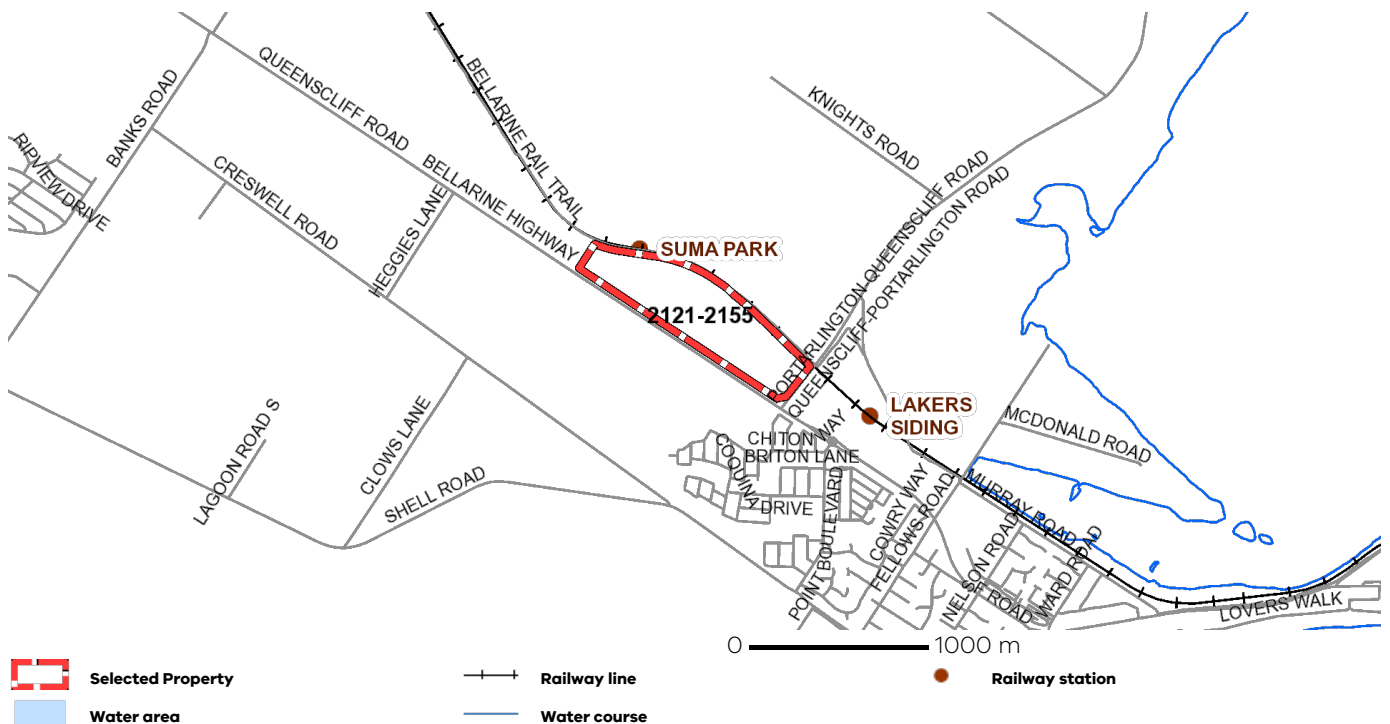 QUEENSCLIFF ROAD
BELLARINE RAIL TRAIL
BANKS ROAD
KNIGHTS ROAD
RIPVIEW DRIVE
CRESWELL ROAD
BELLARINE HIGHWAY
HEGGIES LANE
PORTARLINGTON-QUEENSCLIFF ROAD
QUEENSCLIFF-PORTARLINGTON ROAD
SUMA PARK
2121-2155
LAKERS
SIDING
MCDONALD ROAD
LAGOON ROAD S
CLOWS LANE
SHELL ROAD
CHITON WAY
BRITON LANE
COQUINA DRIVE
POINT BOULEVARD
COWRY WAY
FELLOWS ROAD
MURRAY ROAD
NELSON ROAD
WARD ROAD
FF ROAD
LOVERS WALK
0 1000 m
Selected Property
Railway line
Railway station
Water area
Water course